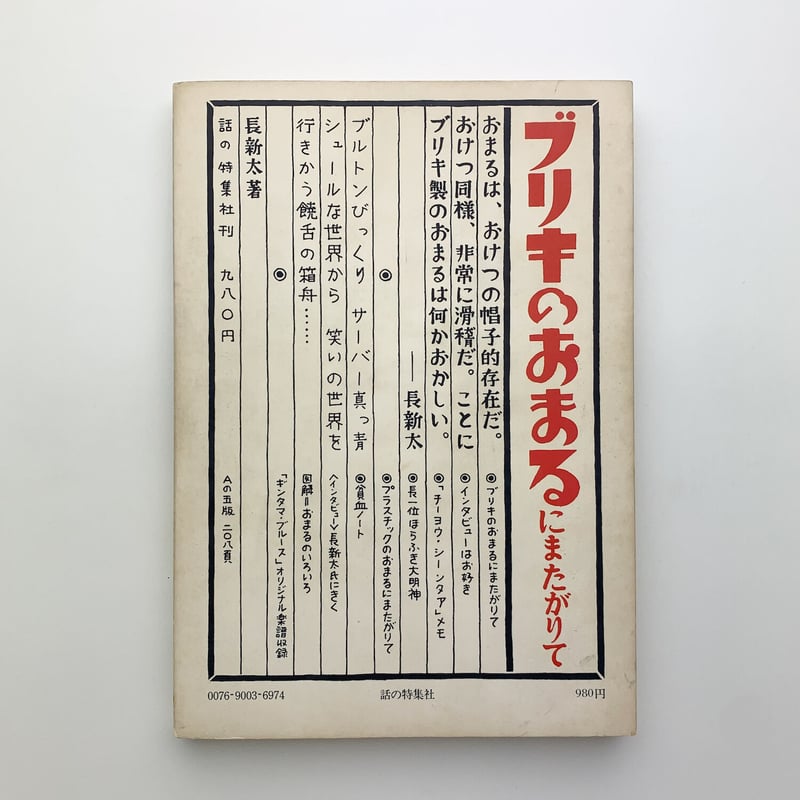 ブリキのおまるにまたがりて
おまるは、おけつの帽子的存在だ。
おけつ同様、非常に滑稽だ。ことに
ブリキ製のおまるは何かおかしい。
――長新太
◉
ブルトンびっくり サーバー真っ青
シュールな世界から 笑いの世界を
行きかう饒舌の箱舟……
◉
長新太著
話の特集社刊 九八〇円
◉ブリキのおまるにまたがりて
◉インタビューはお好き
◉「チーヨウ・シーンタア」メモ
◉長一位ほらふき大明神
◉プラスチックのおまるにまたがりて
◉貧血ノート
〈インタビュー〉長新太氏にきく
図解=おまるのいろいろ
「キンタマ・ブルース」オリジナル楽譜収録
Aの五版 二〇八頁
0076-9003-6974
話の特集社
980円